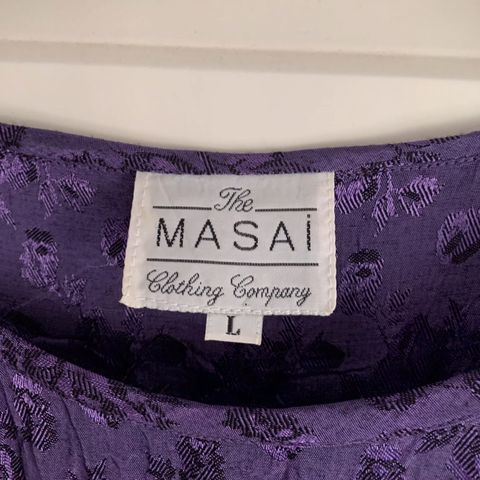 The
MASAi
Clothing Company
L